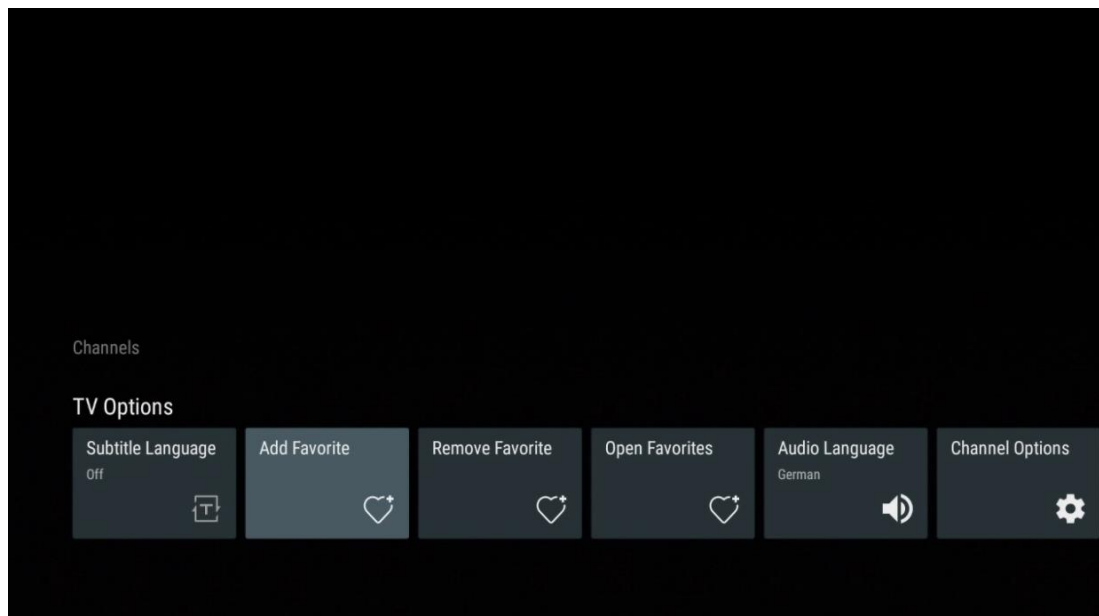 Channels
TV Options
Subtitle Language
Off
Add Favorite
Remove Favorite
Open Favorites
Audio Language
German
Channel Options